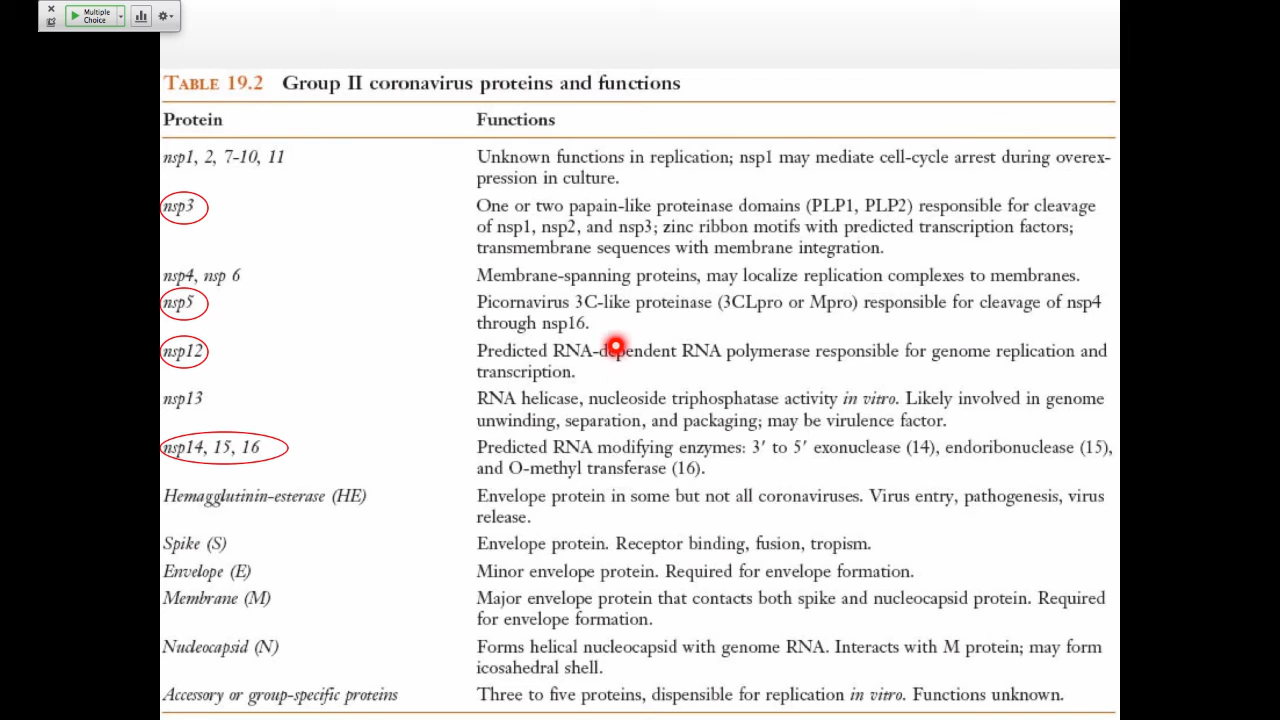 Multiple
Choice
TABLE 19.2 Group II coronavirus proteins and functions
Protein Functions
nsp1, 2, 7-10, 11 Unknown functions in replication; nsp1 may mediate cell-cycle arrest during overex-
pression in culture.
nsp3 One or two papain-like proteinase domains (PLP1, PLP2) responsible for cleavage
of nsp1, nsp2, and nsp3; zinc ribbon motifs with predicted transcription factors;
transmembrane sequences with membrane integration.
nsp4, nsp 6 Membrane-spanning proteins, may localize replication complexes to membranes.
nsp5 Picornavirus 3C-like proteinase (3CLpro or Mpro) responsible for cleavage of nsp4
through nsp16.
nsp12 Predicted RNA-dependent RNA polymerase responsible for genome replication and
transcription.
nsp13 RNA helicase, nucleoside triphosphatase activity in vitro. Likely involved in genome
unwinding, separation, and packaging; may be virulence factor.
nsp14, 15, 16 Predicted RNA modifying enzymes: 3′ to 5′ exonuclease (14), endoribonuclease (15),
and O-methyl transferase (16).
Hemagglutinin-esterase (HE) Envelope protein in some but not all coronaviruses. Virus entry, pathogenesis, virus
release.
Spike (S) Envelope protein. Receptor binding, fusion, tropism.
Envelope (E) Minor envelope protein. Required for envelope formation.
Membrane (M) Major envelope protein that contacts both spike and nucleocapsid protein. Required
for envelope formation.
Nucleocapsid (N) Forms helical nucleocapsid with genome RNA. Interacts with M protein; may form
icosahedral shell.
Accessory or group-specific proteins Three to five proteins, dispensible for replication in vitro. Functions unknown.